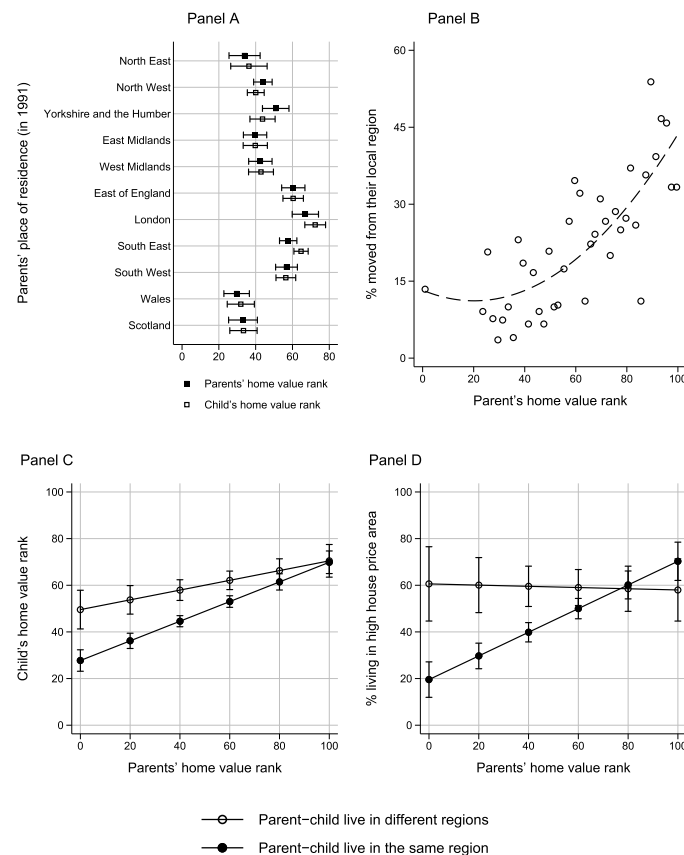 Panel A
Parents' place of residence (in 1991)
North East
North West
Yorkshire and the Humber
East Midlands
West Midlands
East of England
London
South East
South West
Wales
Scotland
0 20 40 60 80
Parents' home value rank
Child's home value rank
Panel B
% moved from their local region
60
45
30
15
0
0 20 40 60 80 100
Parent's home value rank
Panel C
Child's home value rank
100
80
60
40
20
0
0 20 40 60 80 100
Parents' home value rank
Panel D
% living in high house price area
100
80
60
40
20
0
0 20 40 60 80 100
Parents' home value rank
Parent−child live in different regions
Parent−child live in the same region